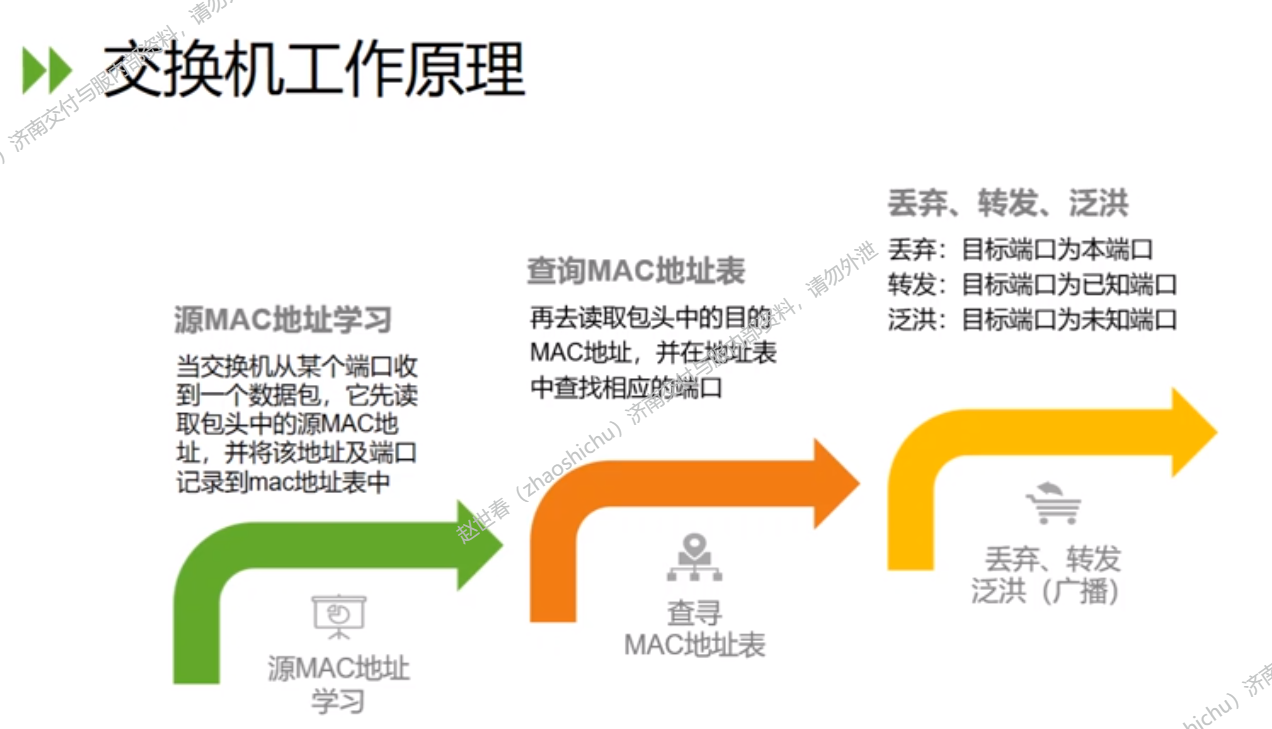 交换机工作原理
源MAC地址学习
当交换机从某个端口收
到一个数据包，它先读
取包头中的源MAC地
址，并将该地址及端口
记录到mac地址表中
源MAC地址
学习
查询MAC地址表
再去读取包头中的目的
MAC地址，并在地址表
中查找相应的端口
查寻
MAC地址表
丢弃、转发、泛洪
丢弃：目标端口为本端口
转发：目标端口为已知端口
泛洪：目标端口为未知端口
丢弃、转发
泛洪（广播）
）济南交付与服内部资料，请勿
赵世春（zhaoshichu）济南交付与服内部资料，请勿外泄
hichu）济南